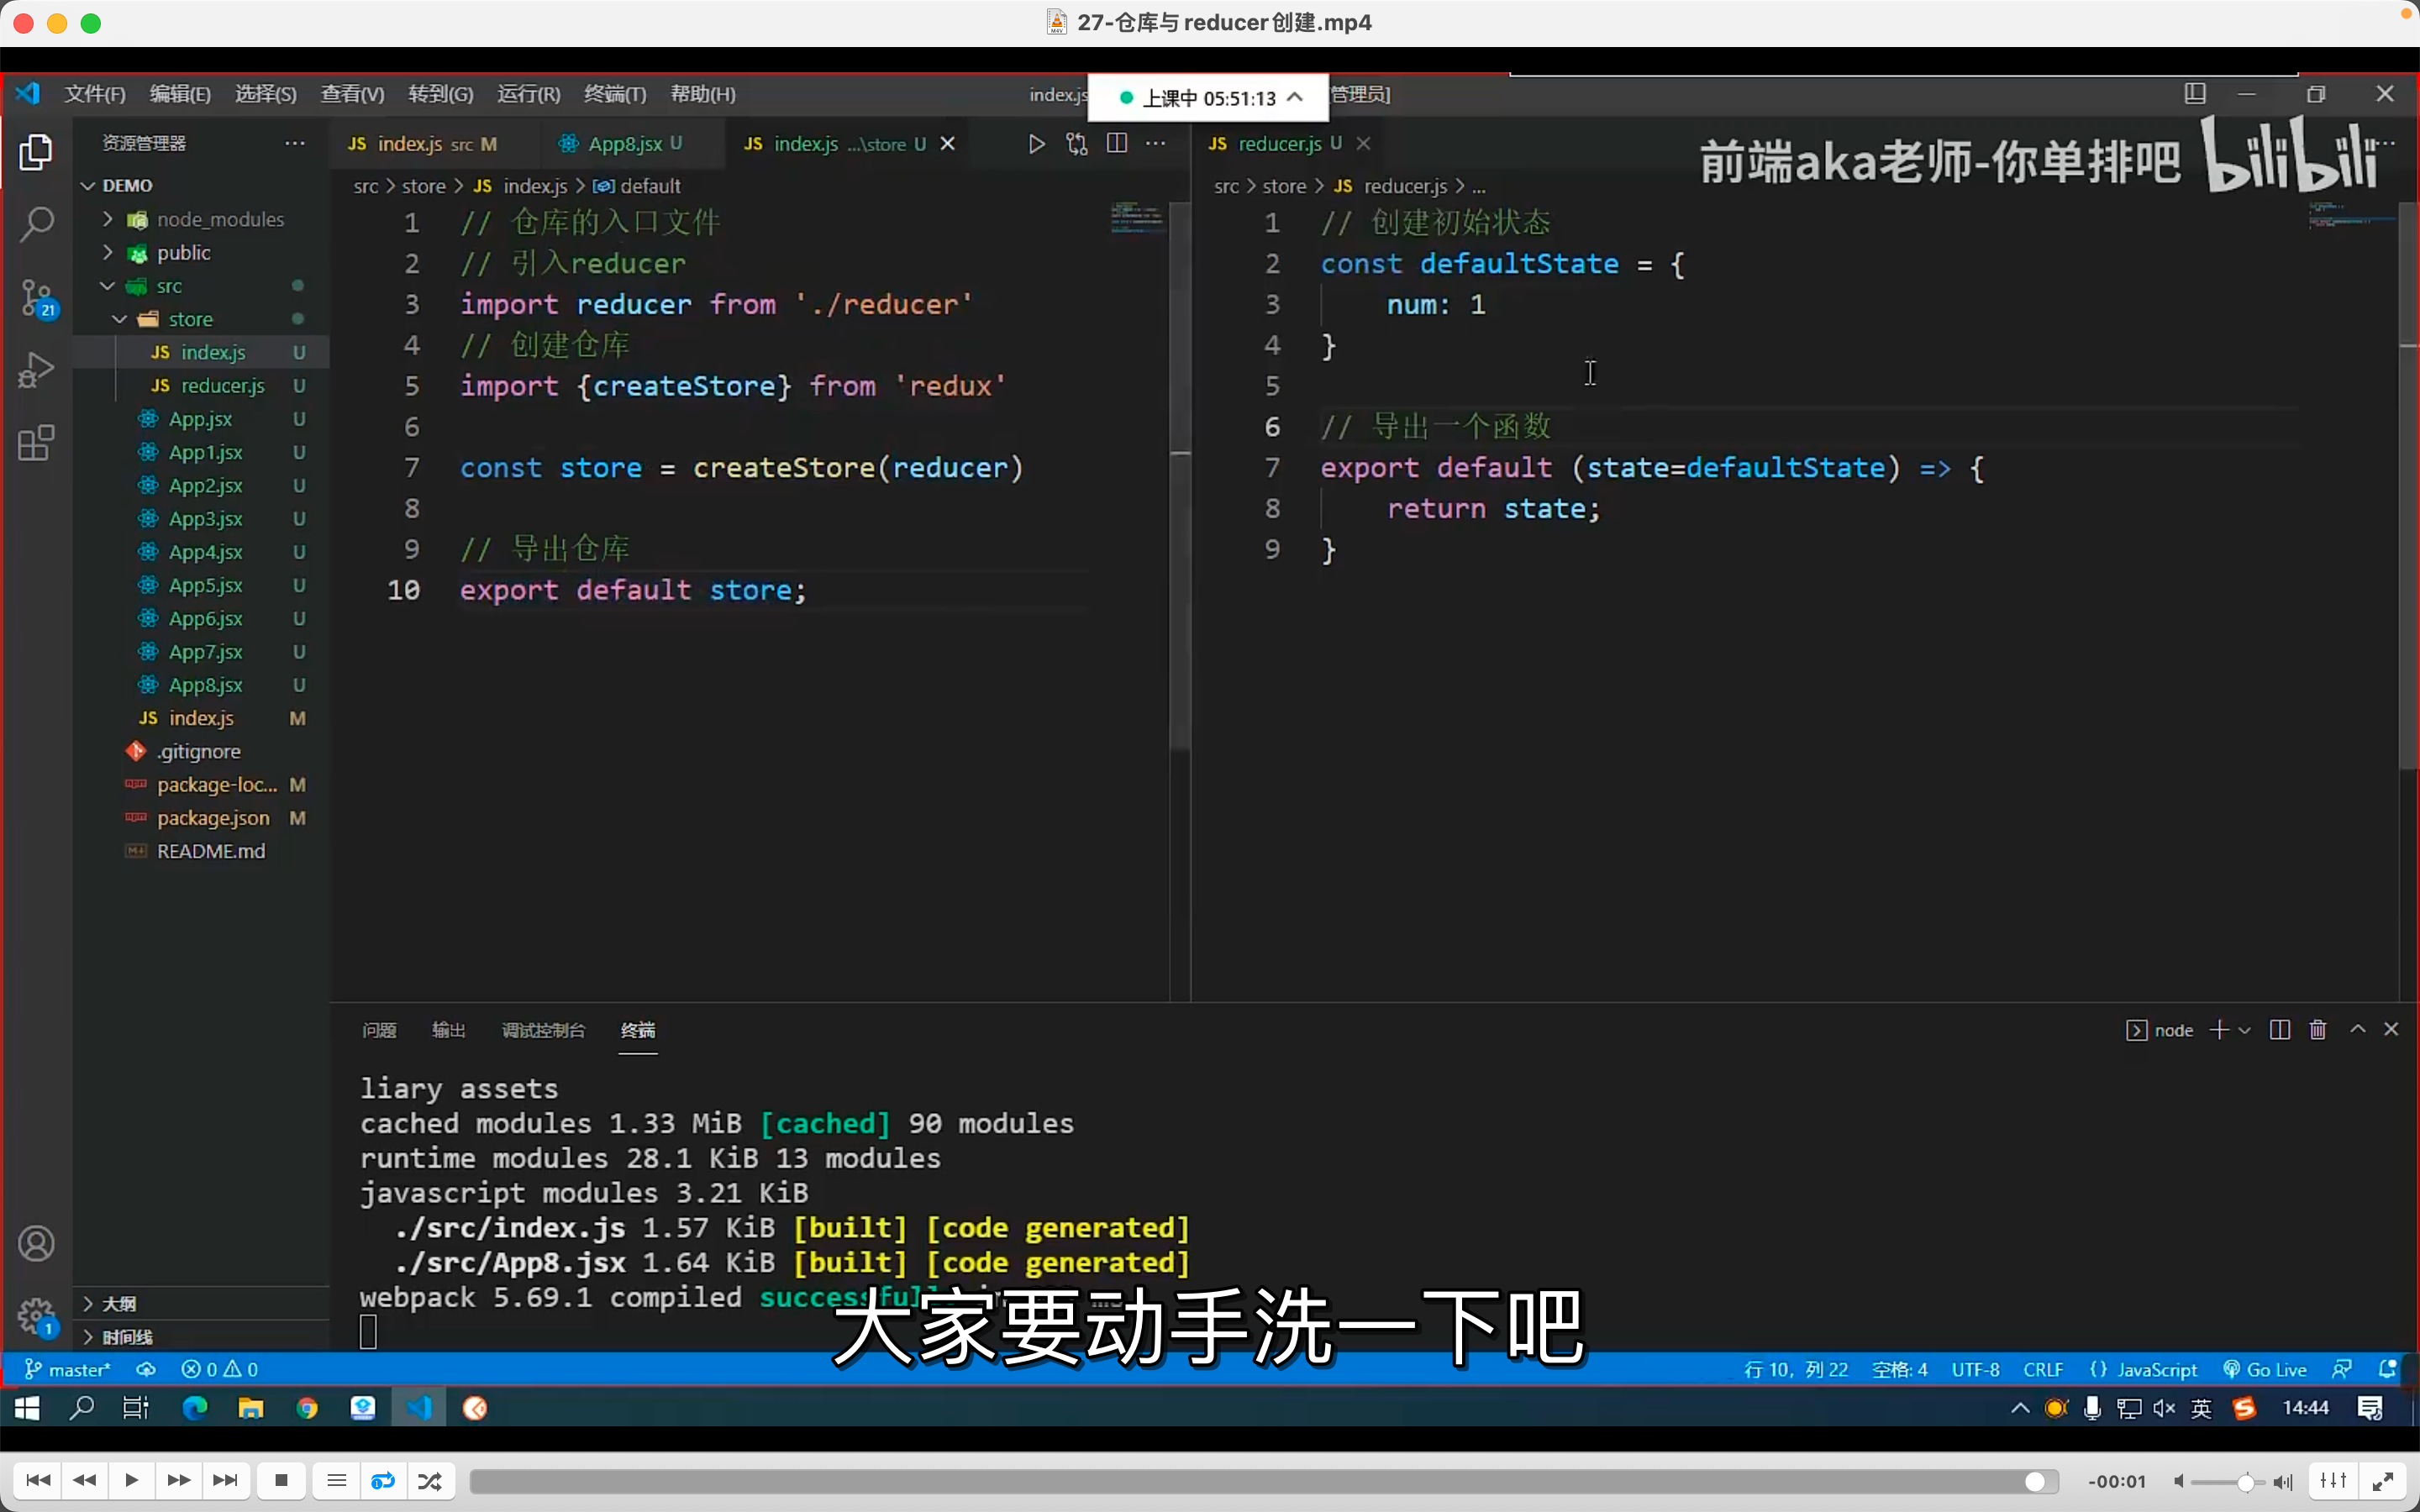 27-仓库与reducer创建.mp4
文件(F) 编辑(E) 选择(S) 查看(V) 转到(G) 运行(R) 终端(T) 帮助(H)
index.js
上课中 05:51:13
管理员]
前端aka老师-你单排吧 bilibili
资源管理器
DEMO
node_modules
public
src
store
JS index.js U
JS reducer.js U
App.jsx U
App1.jsx U
App2.jsx U
App3.jsx U
App4.jsx U
App5.jsx U
App6.jsx U
App7.jsx U
App8.jsx U
JS index.js M
.gitignore
package-loc... M
package.json M
README.md
大纲
时间线
21
1
JS index.js src M
App8.jsx U
JS index.js ...\store U
src > store > JS index.js > default
1 // 仓库的入口文件
2 // 引入reducer
3 import reducer from './reducer'
4 // 创建仓库
5 import {createStore} from 'redux'
6
7 const store = createStore(reducer)
8
9 // 导出仓库
10 export default store;
JS reducer.js U
src > store > JS reducer.js > ...
1 // 创建初始状态
2 const defaultState = {
3 num: 1
4 }
5
6 // 导出一个函数
7 export default (state=defaultState) => {
8 return state;
9 }
问题 输出 调试控制台 终端
node
liary assets
cached modules 1.33 MiB [cached] 90 modules
runtime modules 28.1 KiB 13 modules
javascript modules 3.21 KiB
./src/index.js 1.57 KiB [built] [code generated]
./src/App8.jsx 1.64 KiB [built] [code generated]
webpack 5.69.1 compiled
大家要动手洗一下吧
master* 0 0
行 10, 列 22 空格: 4 UTF-8 CRLF {} JavaScript Go Live
英 14:44
-00:01